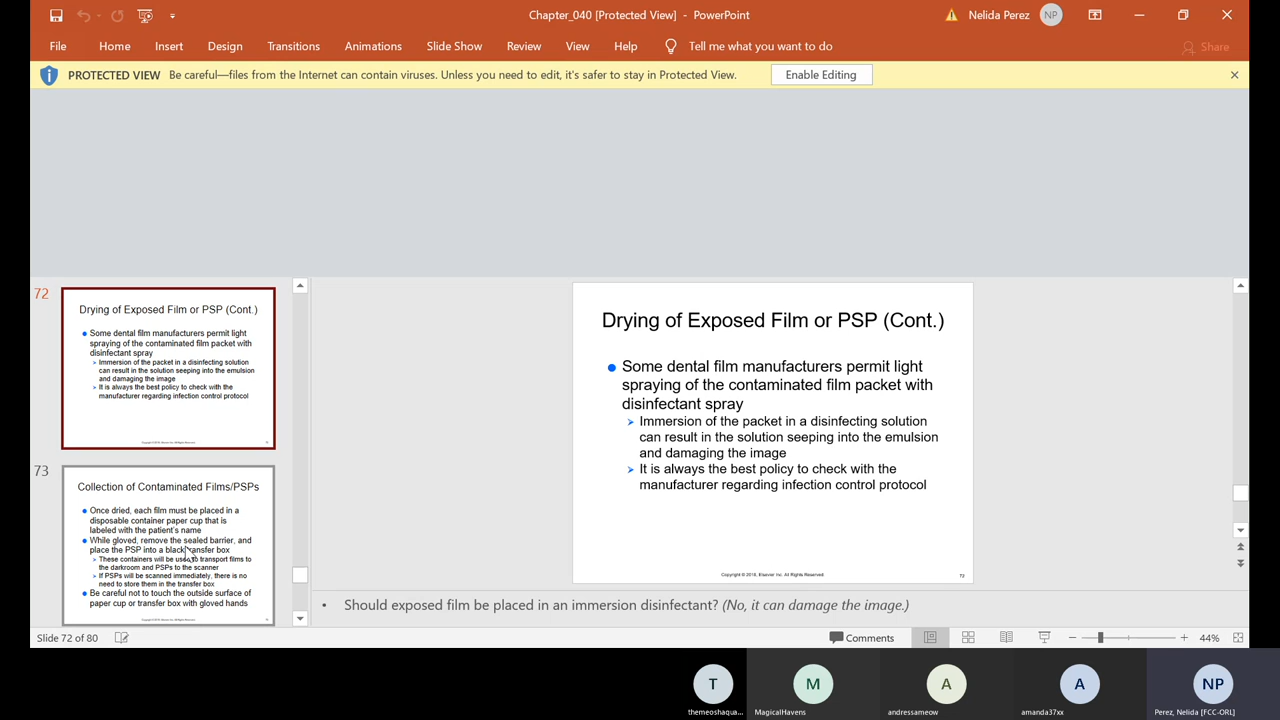 Chapter_040 [Protected View] - PowerPoint
Nelida Perez
NP
File Home Insert Design Transitions Animations Slide Show Review View Help Tell me what you want to do Share
PROTECTED VIEW Be careful—files from the Internet can contain viruses. Unless you need to edit, it's safer to stay in Protected View. Enable Editing
72
Drying of Exposed Film or PSP (Cont.)
Some dental film manufacturers permit light
spraying of the contaminated film packet with
disinfectant spray
Immersion of the packet in a disinfecting solution
can result in the solution seeping into the emulsion
and damaging the image
It is always the best policy to check with the
manufacturer regarding infection control protocol
73
Collection of Contaminated Films/PSPs
Once dried, each film must be placed in a
disposable container paper cup that is
labeled with the patient's name
While gloved, remove the sealed barrier, and
place the PSP into a black transfer box
These containers will be used to transport films to
the darkroom and PSPs to the scanner
If PSPs will be scanned immediately, there is no
need to store them in the transfer box
Be careful not to touch the outside surface of
paper cup or transfer box with gloved hands
Drying of Exposed Film or PSP (Cont.)
Some dental film manufacturers permit light
spraying of the contaminated film packet with
disinfectant spray
Immersion of the packet in a disinfecting solution
can result in the solution seeping into the emulsion
and damaging the image
It is always the best policy to check with the
manufacturer regarding infection control protocol
Copyright © 2018, Elsevier Inc. All Rights Reserved.
72
Should exposed film be placed in an immersion disinfectant? (No, it can damage the image.)
Slide 72 of 80
Comments
44%
T
M
A
A
NP
themeoshaqua...
MagicalHavens
andressameow
amanda37xx
Perez, Nelida [FCC-ORL]